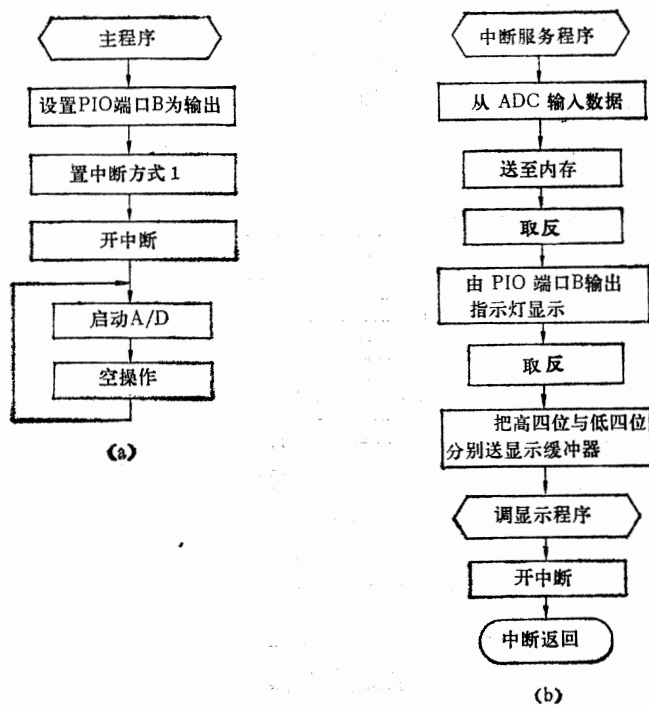 主程序
设置PIO端口B为输出
置中断方式1
开中断
启动A/D
空操作
(a)
中断服务程序
从 ADC 输入数据
送至内存
取反
由 PIO 端口B输出
指示灯显示
取反
把高四位与低四位
分别送显示缓冲器
调显示程序
开中断
中断返回
(b)